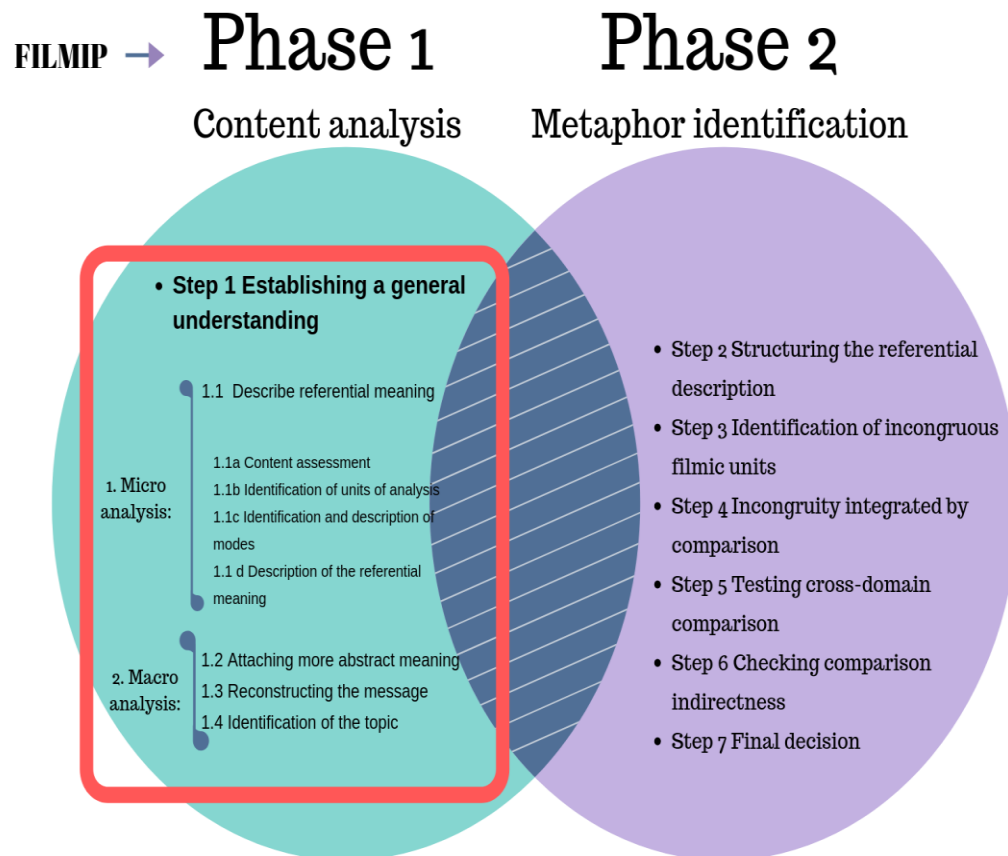 FILMIP
Phase 1
Content analysis
Phase 2
Metaphor identification
• Step 1 Establishing a general
understanding
1. Micro
analysis:
1.1 Describe referential meaning
1.1a Content assessment
1.1b Identification of units of analysis
1.1c Identification and description of
modes
1.1 d Description of the referential
meaning
2. Macro
analysis:
1.2 Attaching more abstract meaning
1.3 Reconstructing the message
1.4 Identification of the topic
• Step 2 Structuring the referential
description
• Step 3 Identification of incongruous
filmic units
• Step 4 Incongruity integrated by
comparison
• Step 5 Testing cross-domain
comparison
• Step 6 Checking comparison
indirectness
• Step 7 Final decision